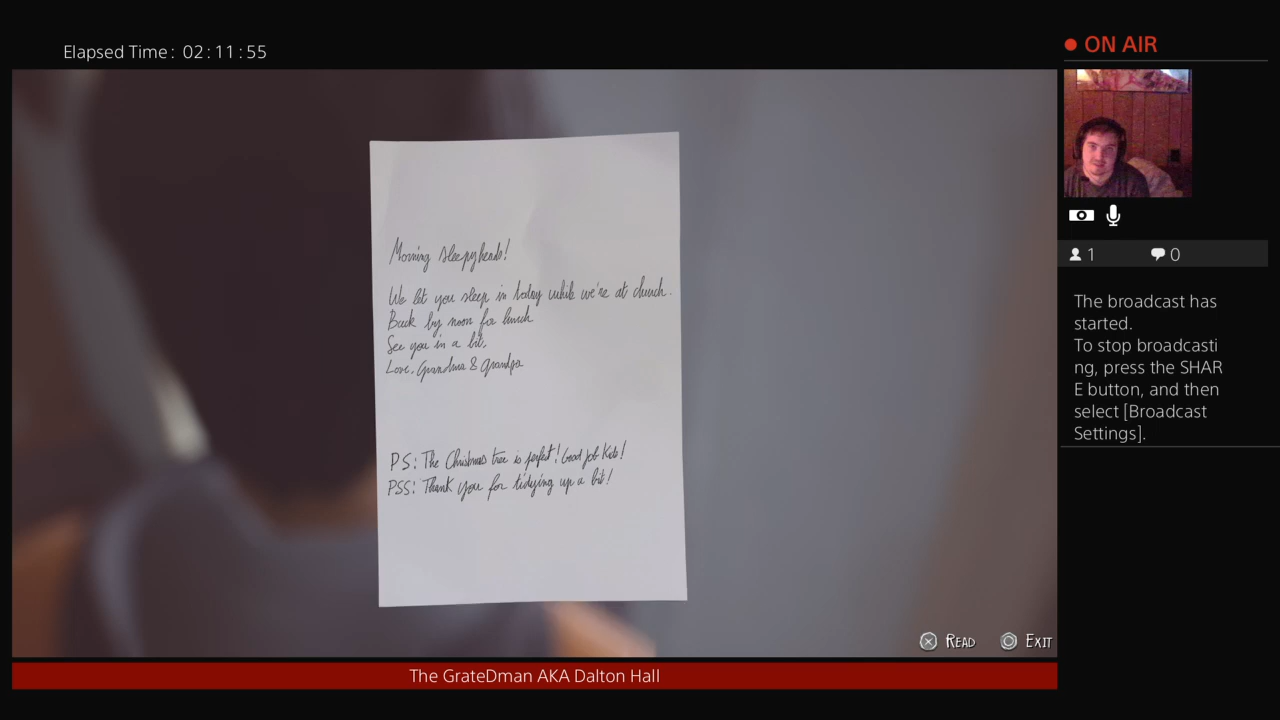 Elapsed Time: 02:11:55
ON AIR
1
0
The broadcast has
started.
To stop broadcasti
ng, press the SHAR
E button, and then
select [Broadcast
Settings].
Morning sleepyheads!
We let you sleep in today while we're at church.
Back by noon for lunch
See you in a bit.
Love, Grandma & Grandpa
PS: The Christmas tree is perfect! Good job Kids!
PSS: Thank you for tidying up a bit!
READ
EXIT
The GrateDman AKA Dalton Hall